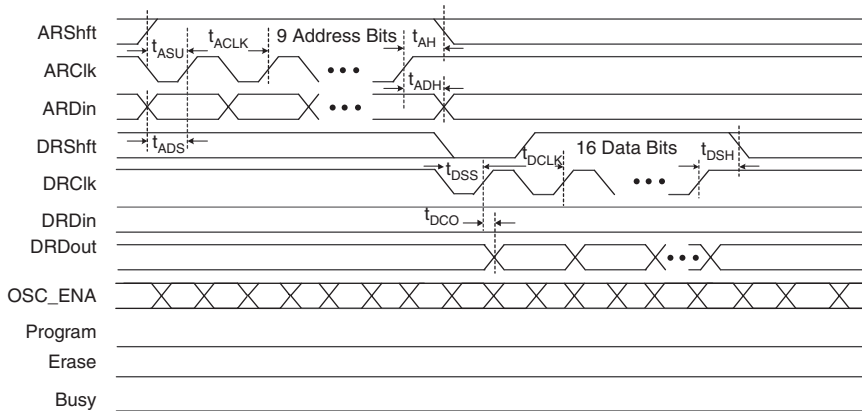 ARShft
tASU
tACLK
9 Address Bits
tAH
ARClk
tADH
ARDin
tADS
DRShft
16 Data Bits
tDSS
tDCLK
tDSH
DRClk
DRDin
tDCO
DRDout
OSC_ENA
Program
Erase
Busy